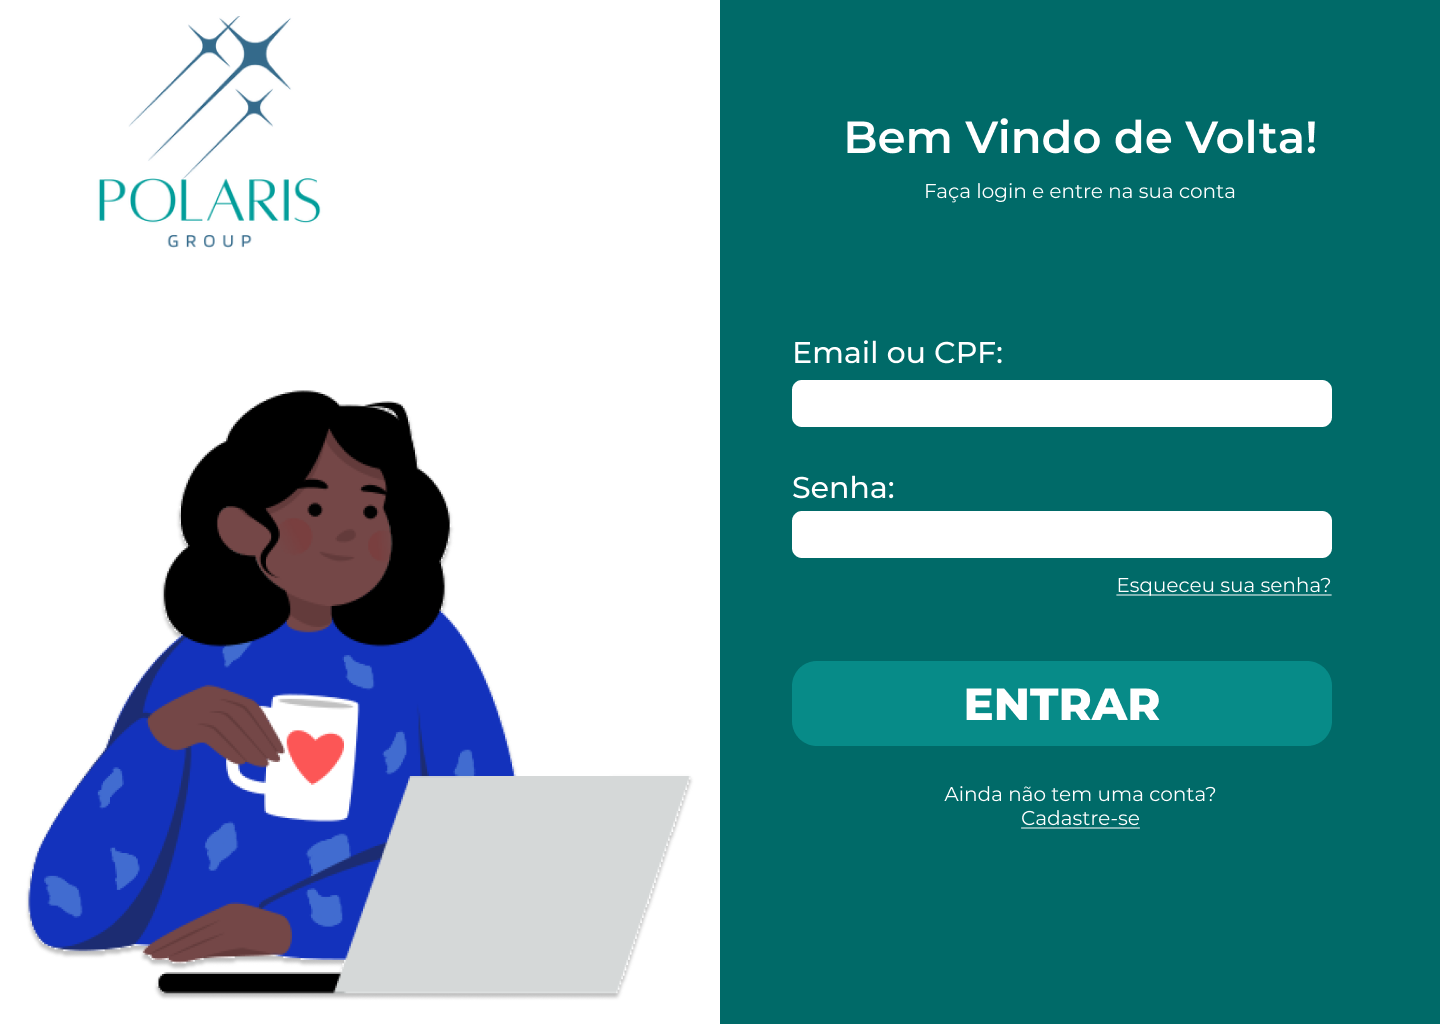 POLARIS
GROUP
Bem Vindo de Volta!
Faça login e entre na sua conta
Email ou CPF:
Senha:
Esqueceu sua senha?
ENTRAR
Ainda não tem uma conta?
Cadastre-se